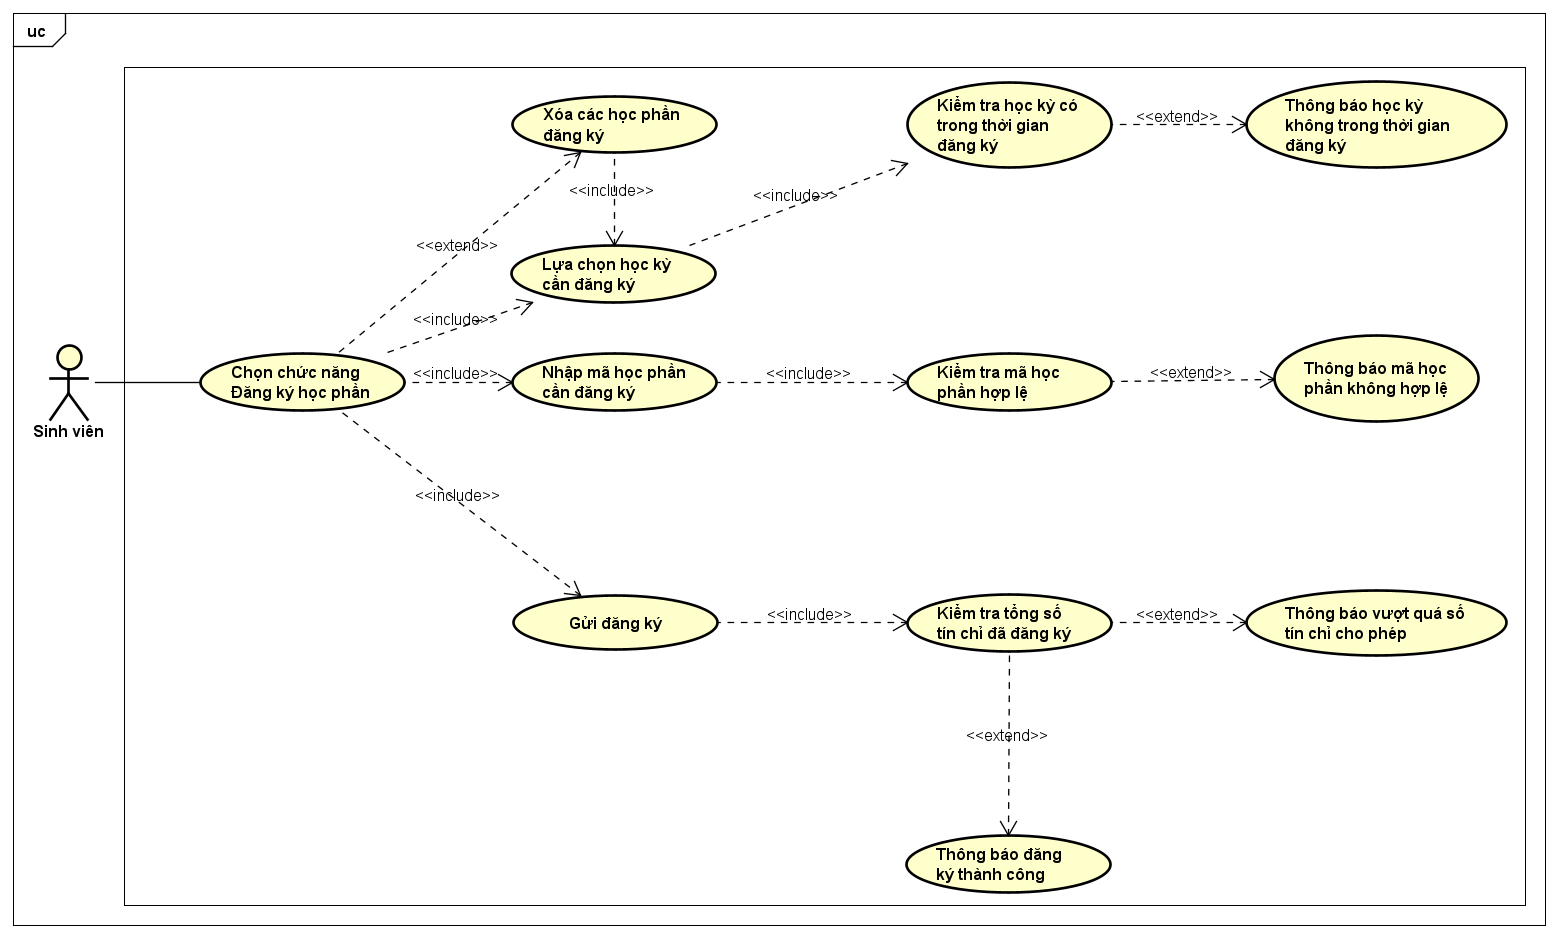 uc
Xóa các học phần
đăng ký
Kiểm tra học kỳ có
trong thời gian
đăng ký
<<extend>>
Thông báo học kỳ
không trong thời gian
đăng ký
<<include>>
<<include>>
<<extend>>
Lựa chọn học kỳ
cần đăng ký
<<include>>
Chọn chức năng
Đăng ký học phần
<<include>>
Nhập mã học phần
cần đăng ký
<<include>>
Kiểm tra mã học
phần hợp lệ
<<extend>>
Thông báo mã học
phần không hợp lệ
Sinh viên
<<include>>
Gửi đăng ký
<<include>>
Kiểm tra tổng số
tín chỉ đã đăng ký
<<extend>>
Thông báo vượt quá số
tín chỉ cho phép
<<extend>>
Thông báo đăng
ký thành công